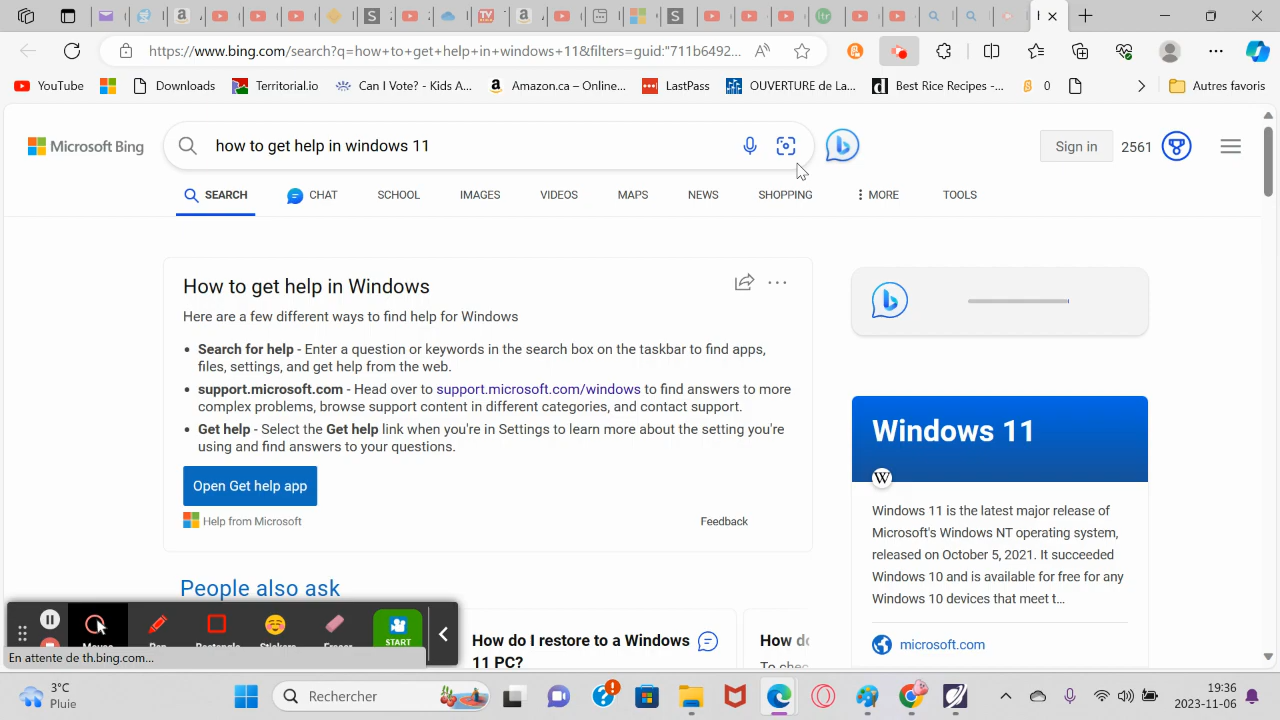 https://www.bing.com/search?q=how+to+get+help+in+windows+11&filters=guid:"711b6492...
YouTube
Downloads
Territorial.io
Can I Vote? - Kids A...
Amazon.ca – Online...
LastPass
OUVERTURE de La...
Best Rice Recipes -...
0
Autres favoris
Microsoft Bing
how to get help in windows 11
Sign in
2561
SEARCH
CHAT
SCHOOL
IMAGES
VIDEOS
MAPS
NEWS
SHOPPING
MORE
TOOLS
How to get help in Windows
Here are a few different ways to find help for Windows
• Search for help - Enter a question or keywords in the search box on the taskbar to find apps,
files, settings, and get help from the web.
• support.microsoft.com - Head over to support.microsoft.com/windows to find answers to more
complex problems, browse support content in different categories, and contact support.
• Get help - Select the Get help link when you're in Settings to learn more about the setting you're
using and find answers to your questions.
Open Get help app
Help from Microsoft
Feedback
Windows 11
W
Windows 11 is the latest major release of
Microsoft's Windows NT operating system,
released on October 5, 2021. It succeeded
Windows 10 and is available for free for any
Windows 10 devices that meet t...
microsoft.com
People also ask
How do I restore to a Windows
11 PC?
How do
To chec
START
En attente de th.bing.com...
3°C
Pluie
Rechercher
19:36
2023-11-06